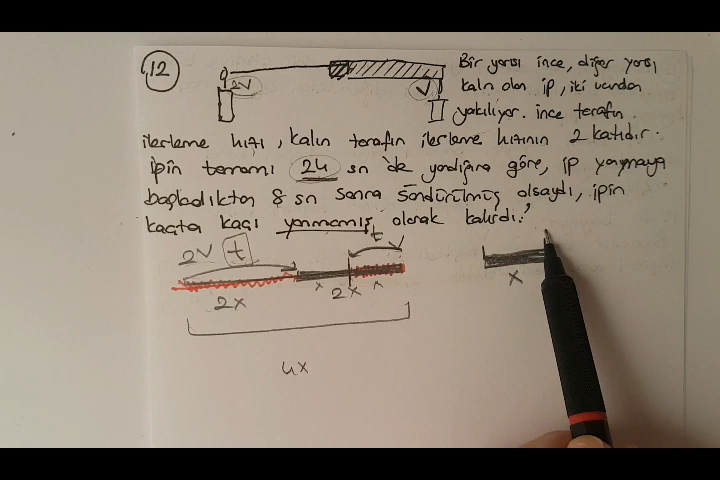 12
2V
V
Bir yarısı ince, diğer yarısı
kalın olan ip, iki ucundan
yakılıyor. ince tarafın
ilerleme hızı, kalın tarafın ilerleme hızının 2 katıdır.
İpin tamamı 24 sn 'de yandığına göre, ip yanmaya
başladıktan 8 sn sonra söndürülmüş olsaydı, ipin
kaçta kaçı yanmamış olarak kalırdı?
2V t
t
V
2x
x
2x
x
x
4x